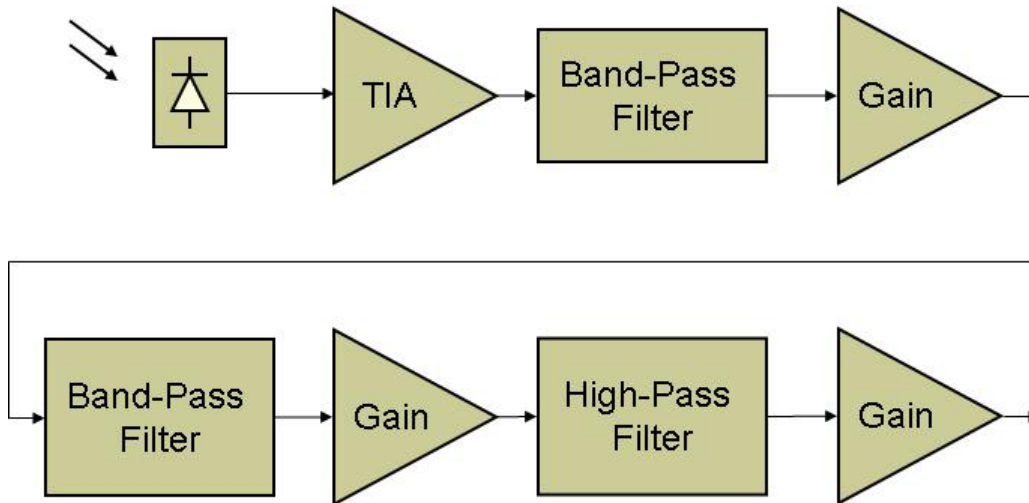 TIA
Band-Pass
Filter
Gain
Band-Pass
Filter
Gain
High-Pass
Filter
Gain